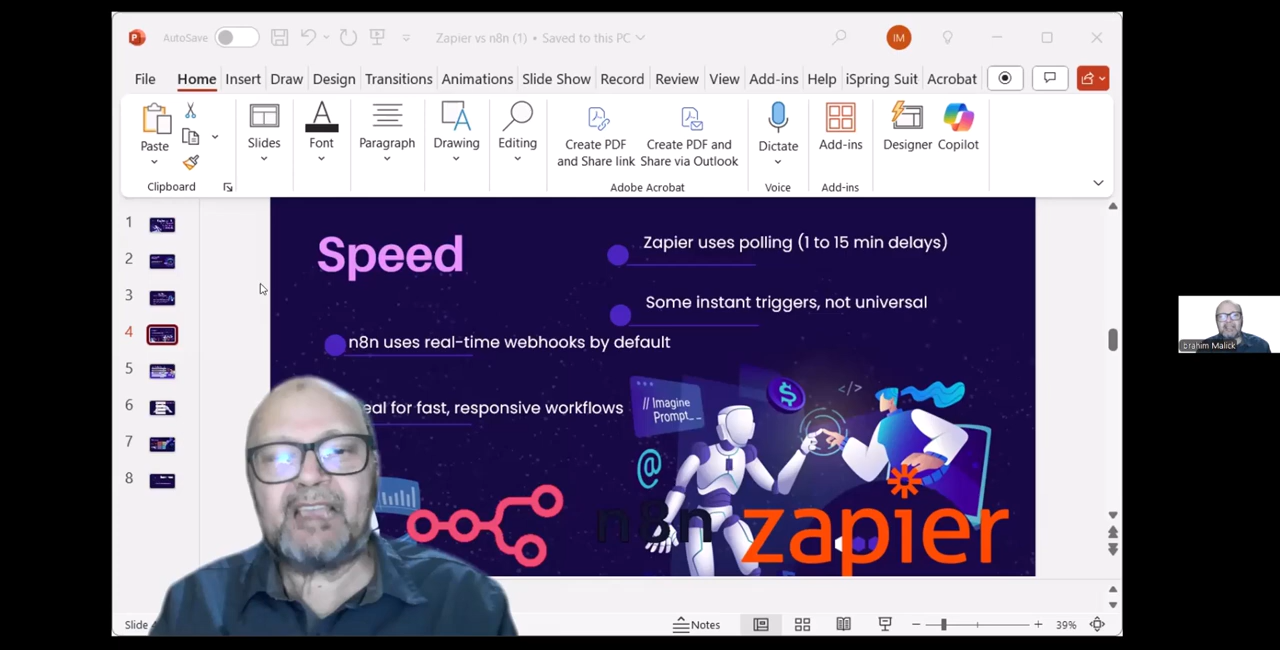 AutoSave
Zapier vs n8n (1) • Saved to this PC
IM
File Home Insert Draw Design Transitions Animations Slide Show Record Review View Add-ins Help iSpring Suit Acrobat
Paste
Slides
Font
Paragraph
Drawing
Editing
Create PDF
and Share link
Create PDF and
Share via Outlook
Dictate
Add-ins
Designer
Copilot
Clipboard
Adobe Acrobat
Voice
Add-ins
1
2
3
4
5
6
7
8
Speed
Zapier uses polling (1 to 15 min delays)
Some instant triggers, not universal
n8n uses real-time webhooks by default
eal for fast, responsive workflows
// Imagine
Prompt_
$
</>
@
n8n
zapier
brahim Malick
Slide
Notes
39%